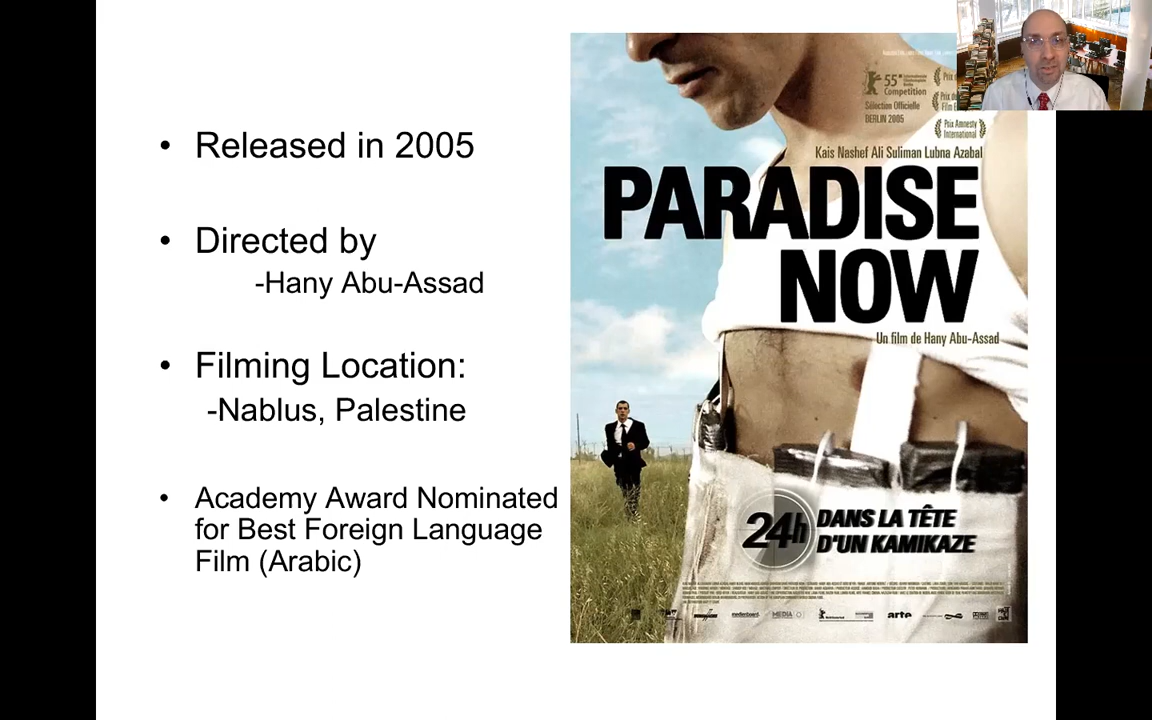 • Released in 2005
• Directed by
-Hany Abu-Assad
• Filming Location:
-Nablus, Palestine
• Academy Award Nominated
for Best Foreign Language
Film (Arabic)
55
Competition
Sélection Officielle
BERLIN 2005
Prix Amnesty
International
Kais Nashef Ali Suliman Lubna Azabal
PARADISE
NOW
Un film de Hany Abu-Assad
24h DANS LA TÊTE
D'UN KAMIKAZE
MEDIA
arte